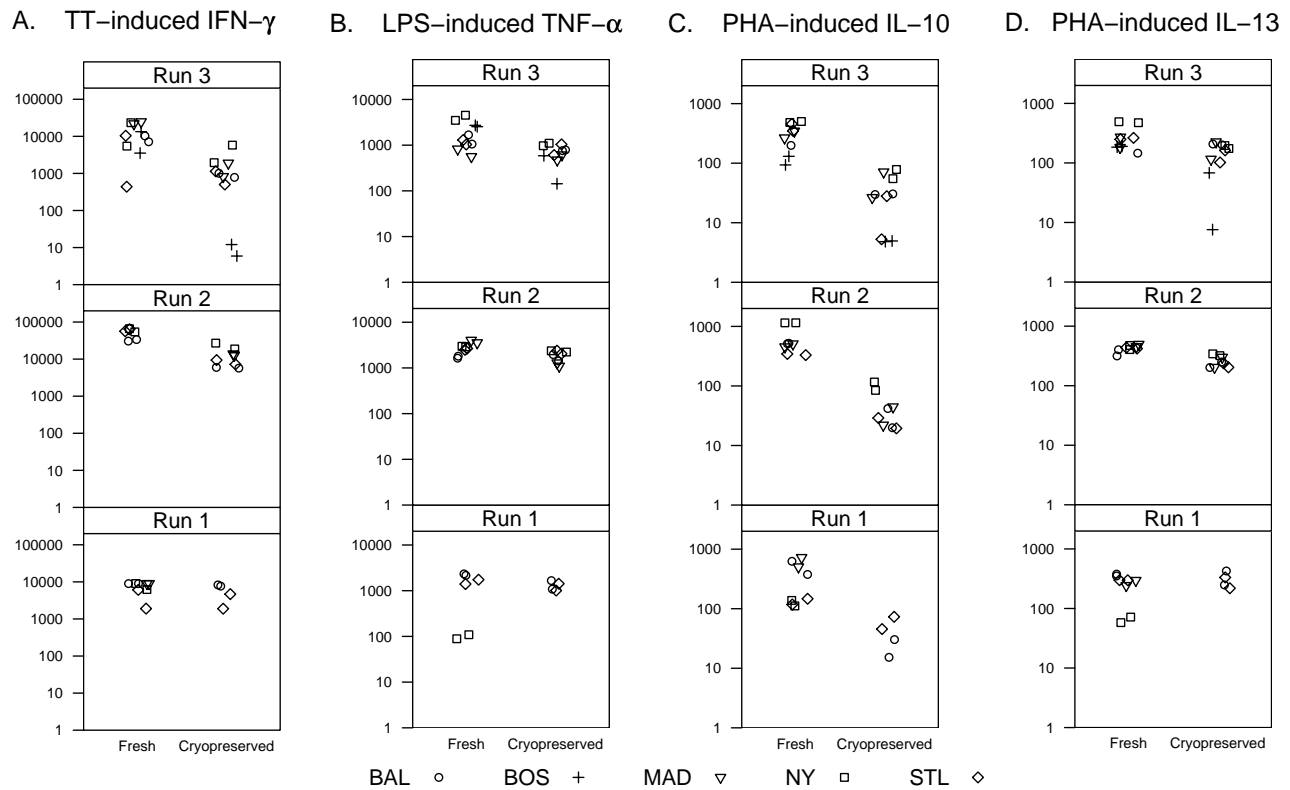 A. TT−induced IFN−γ
B. LPS−induced TNF−α
C. PHA−induced IL−10
D. PHA−induced IL−13
Run 3
100000
10000
1000
100
10
1
Run 2
100000
10000
1000
100
10
1
Run 1
100000
10000
1000
100
10
1
Fresh Cryopreserved
Run 3
10000
1000
100
10
1
Run 2
10000
1000
100
10
1
Run 1
10000
1000
100
10
1
Fresh Cryopreserved
Run 3
1000
100
10
1
Run 2
1000
100
10
1
Run 1
1000
100
10
1
Fresh Cryopreserved
Run 3
1000
100
10
1
Run 2
1000
100
10
1
Run 1
1000
100
10
1
Fresh Cryopreserved
BAL BOS MAD NY STL